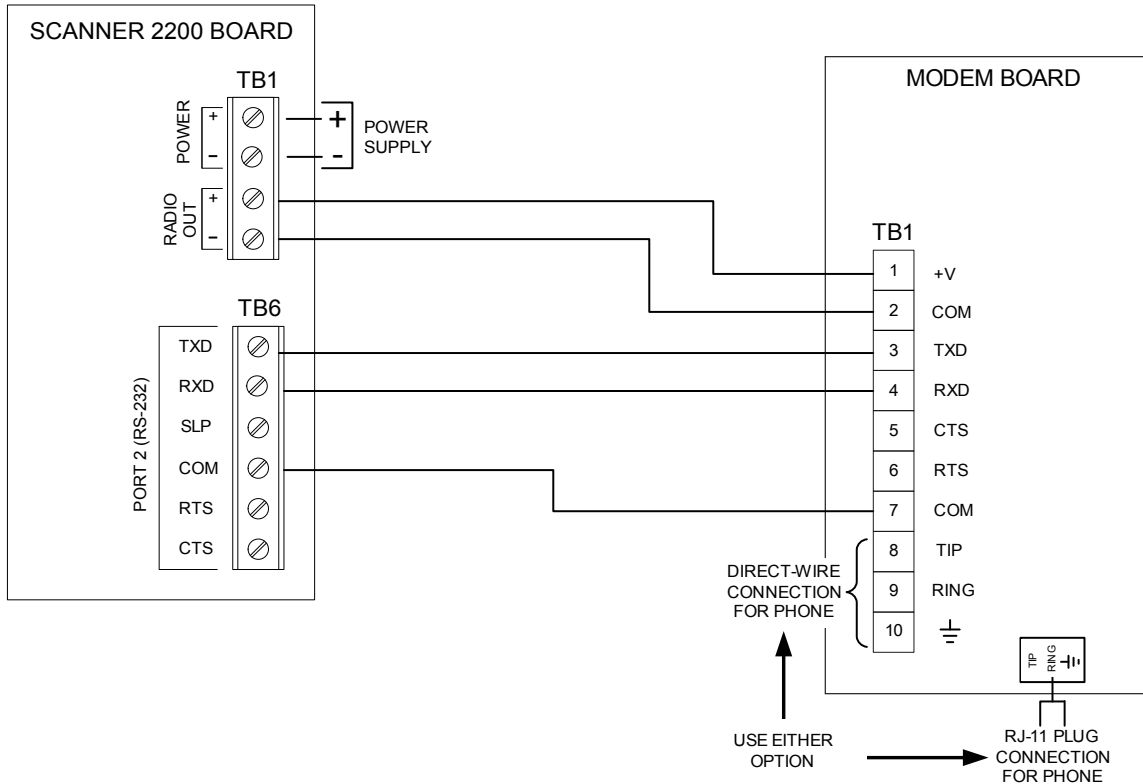 SCANNER 2200 BOARD
TB1
POWER
+
-
+
-
POWER
SUPPLY
RADIO
OUT
+
-
TB6
PORT 2 (RS-232)
TXD
RXD
SLP
COM
RTS
CTS
MODEM BOARD
TB1
1 +V
2 COM
3 TXD
4 RXD
5 CTS
6 RTS
7 COM
8 TIP
9 RING
10
DIRECT-WIRE
CONNECTION
FOR PHONE
TIP
RING
USE EITHER
OPTION
RJ-11 PLUG
CONNECTION
FOR PHONE